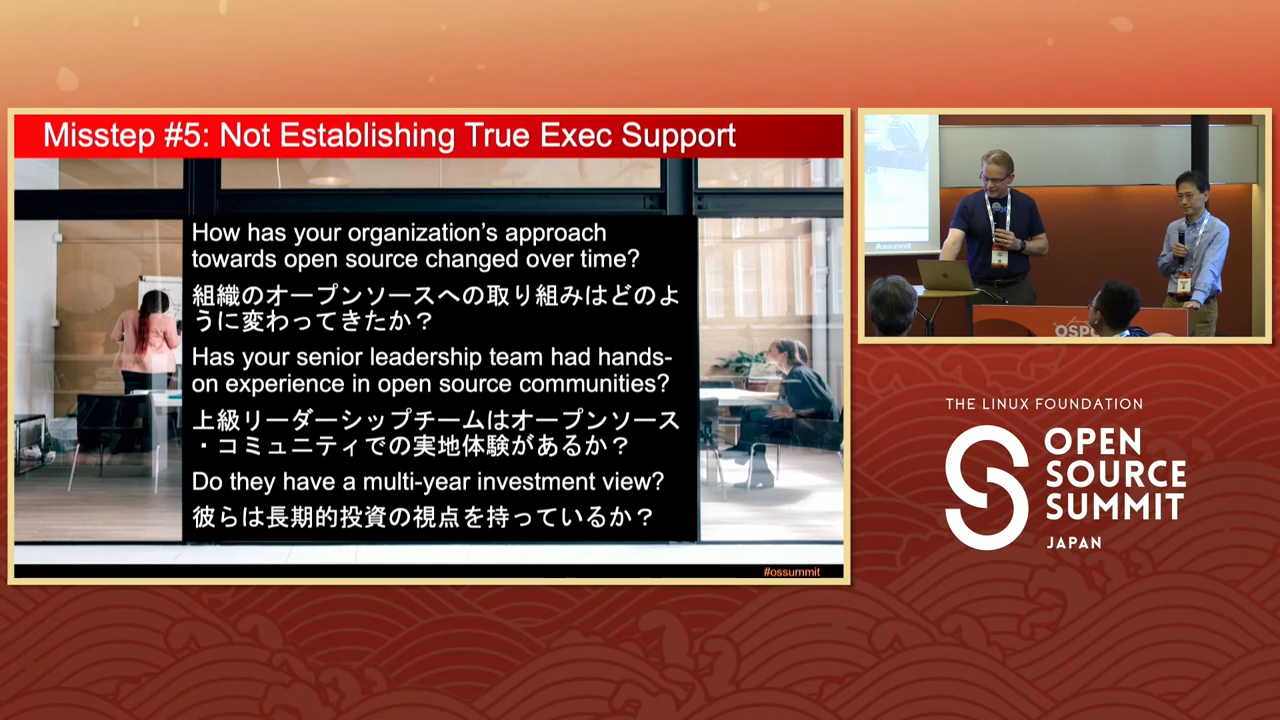 Misstep #5: Not Establishing True Exec Support
How has your organization's approach
towards open source changed over time?
組織のオープンソースへの取り組みはどのよ
うに変わってきたか？
Has your senior leadership team had hands-
on experience in open source communities?
上級リーダーシップチームはオープンソース
・コミュニティでの実地体験があるか？
Do they have a multi-year investment view?
彼らは長期的投資の視点を持っているか？
#ossummit
#ossummit
THE LINUX FOUNDATION
OPEN
SOURCE
SUMMIT
JAPAN